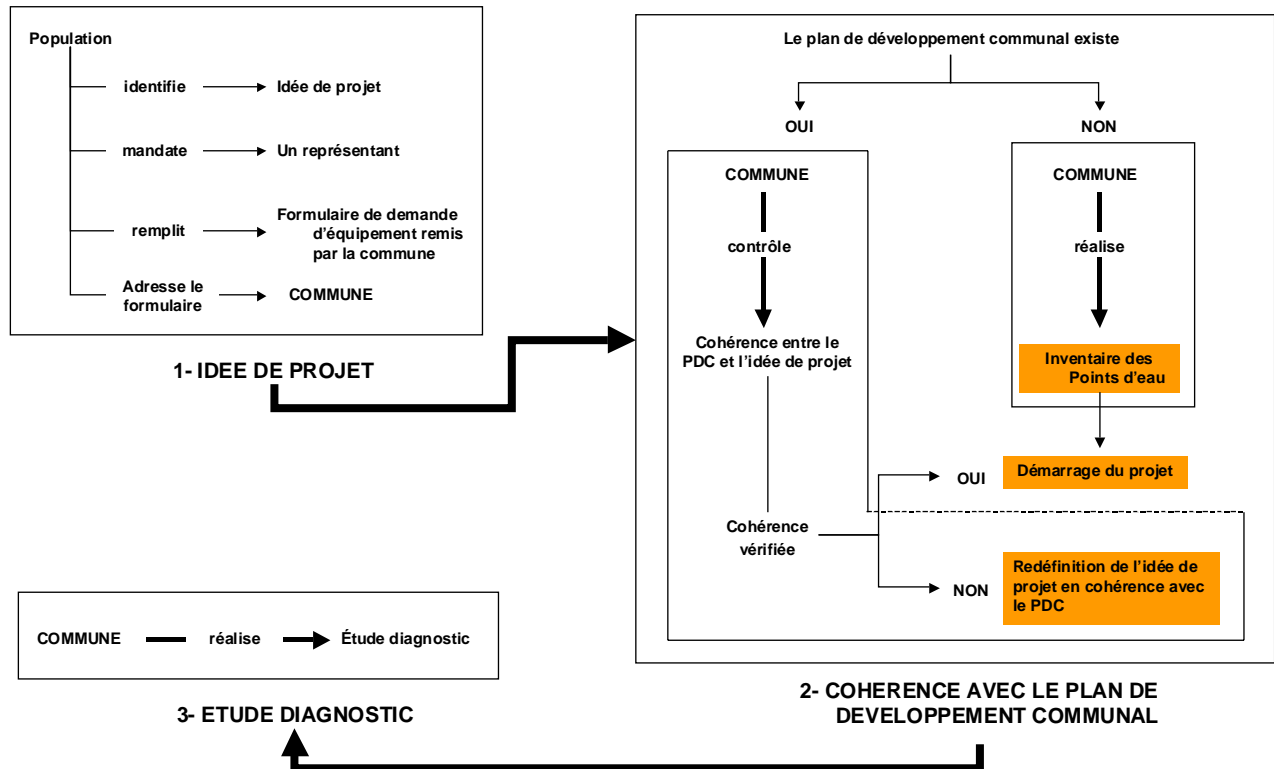 Population
identifie
Idée de projet
mandate
Un représentant
remplit
Formulaire de demande
d'équipement remis
par la commune
Adresse le
formulaire
COMMUNE
1- IDEE DE PROJET
Le plan de développement communal existe
OUI
NON
COMMUNE
contrôle
Cohérence entre le
PDC et l'idée de projet
COMMUNE
réalise
Inventaire des
Points d'eau
OUI
Démarrage du projet
Cohérence
vérifiée
NON
Redéfinition de l'idée de
projet en cohérence avec
le PDC
2- COHERENCE AVEC LE PLAN DE
DEVELOPPEMENT COMMUNAL
COMMUNE
réalise
Étude diagnostic
3- ETUDE DIAGNOSTIC